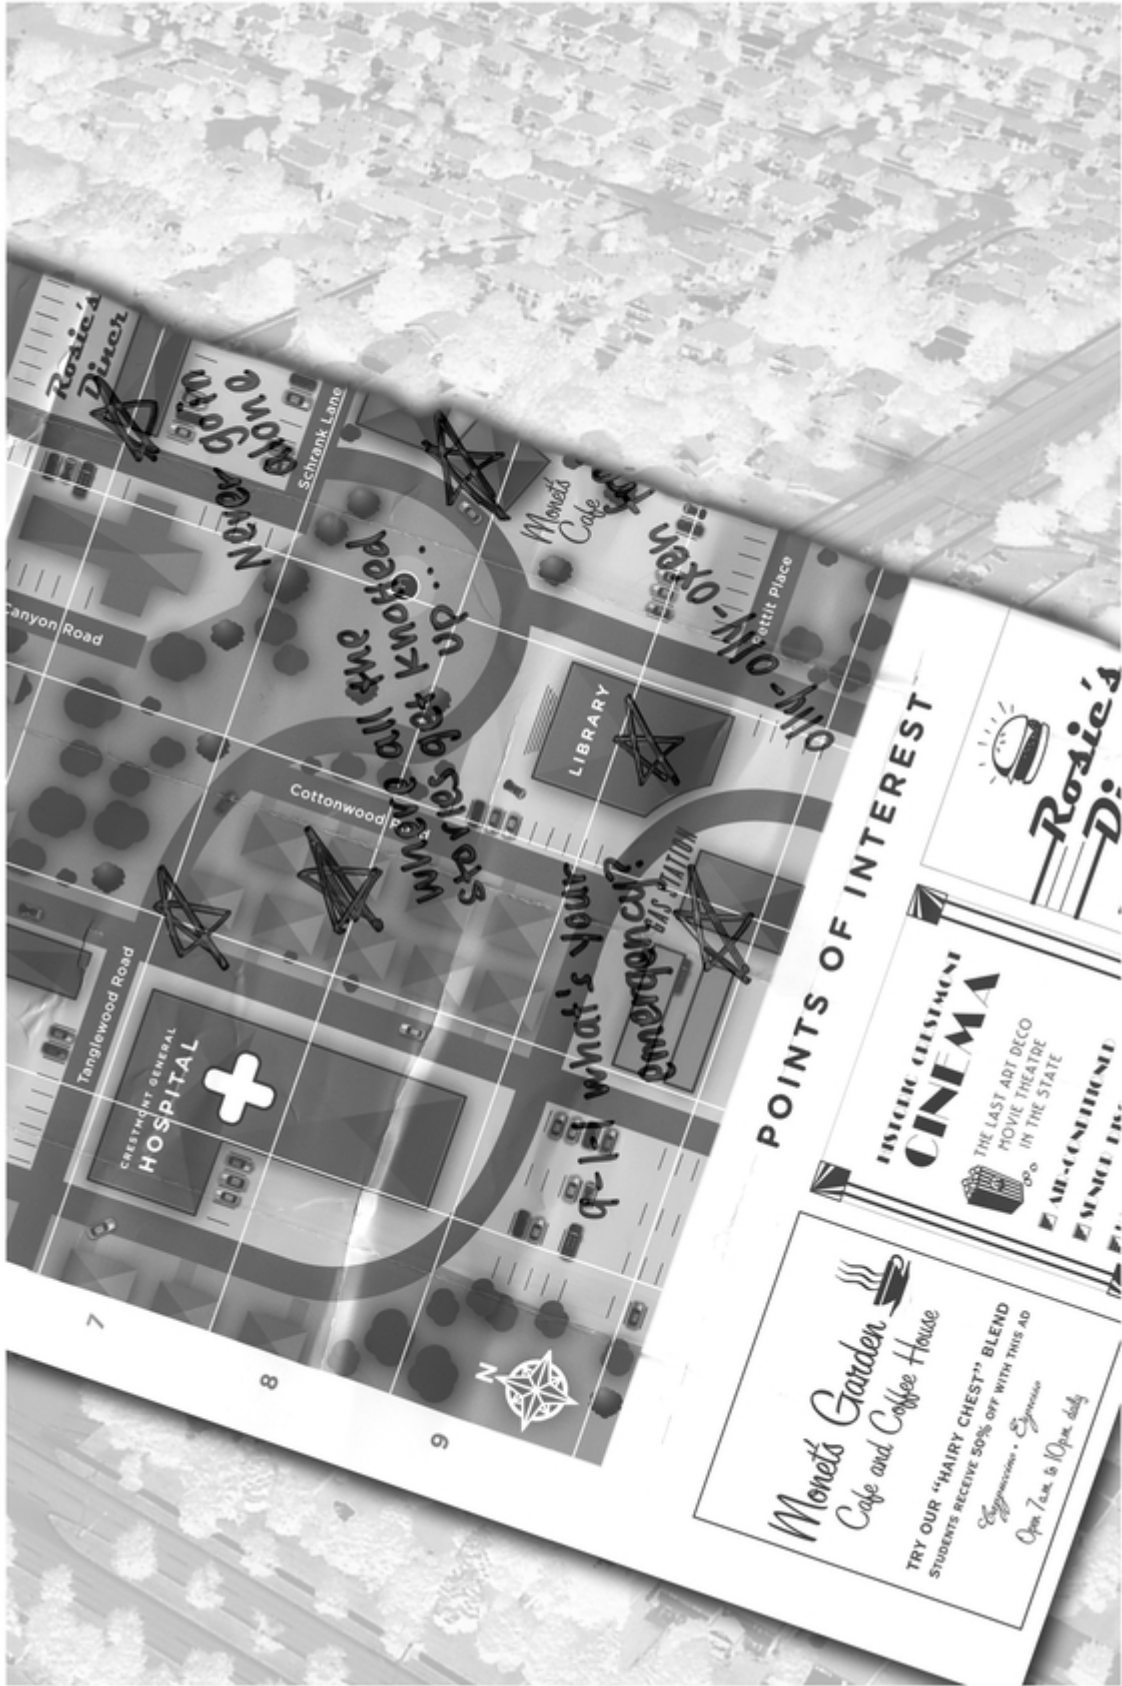 Rosie's
Diner
Never goin
alone
Schrank Lane
Monet's
Cafe
Canyon Road
Where all the
stories get knotted
up...
olly-olly-oxen
ettit Place
LIBRARY
Cottonwood
GAS STATION
9-1-1 what's your
emergency?
Tanglewood Road
CRESTMONT GENERAL
HOSPITAL
7
8
9
N
POINTS OF INTEREST
Rosie's
Di
HISTORIC CRESTMONT
CINEMA
THE LAST ART DECO
MOVIE THEATRE
IN THE STATE
AIR-CONDITIONED
Monet's Garden
Cafe and Coffee House
TRY OUR "HAIRY CHEST" BLEND
STUDENTS RECEIVE 50% OFF WITH THIS AD
Cappuccino • Espresso
Open 7am to 10pm daily